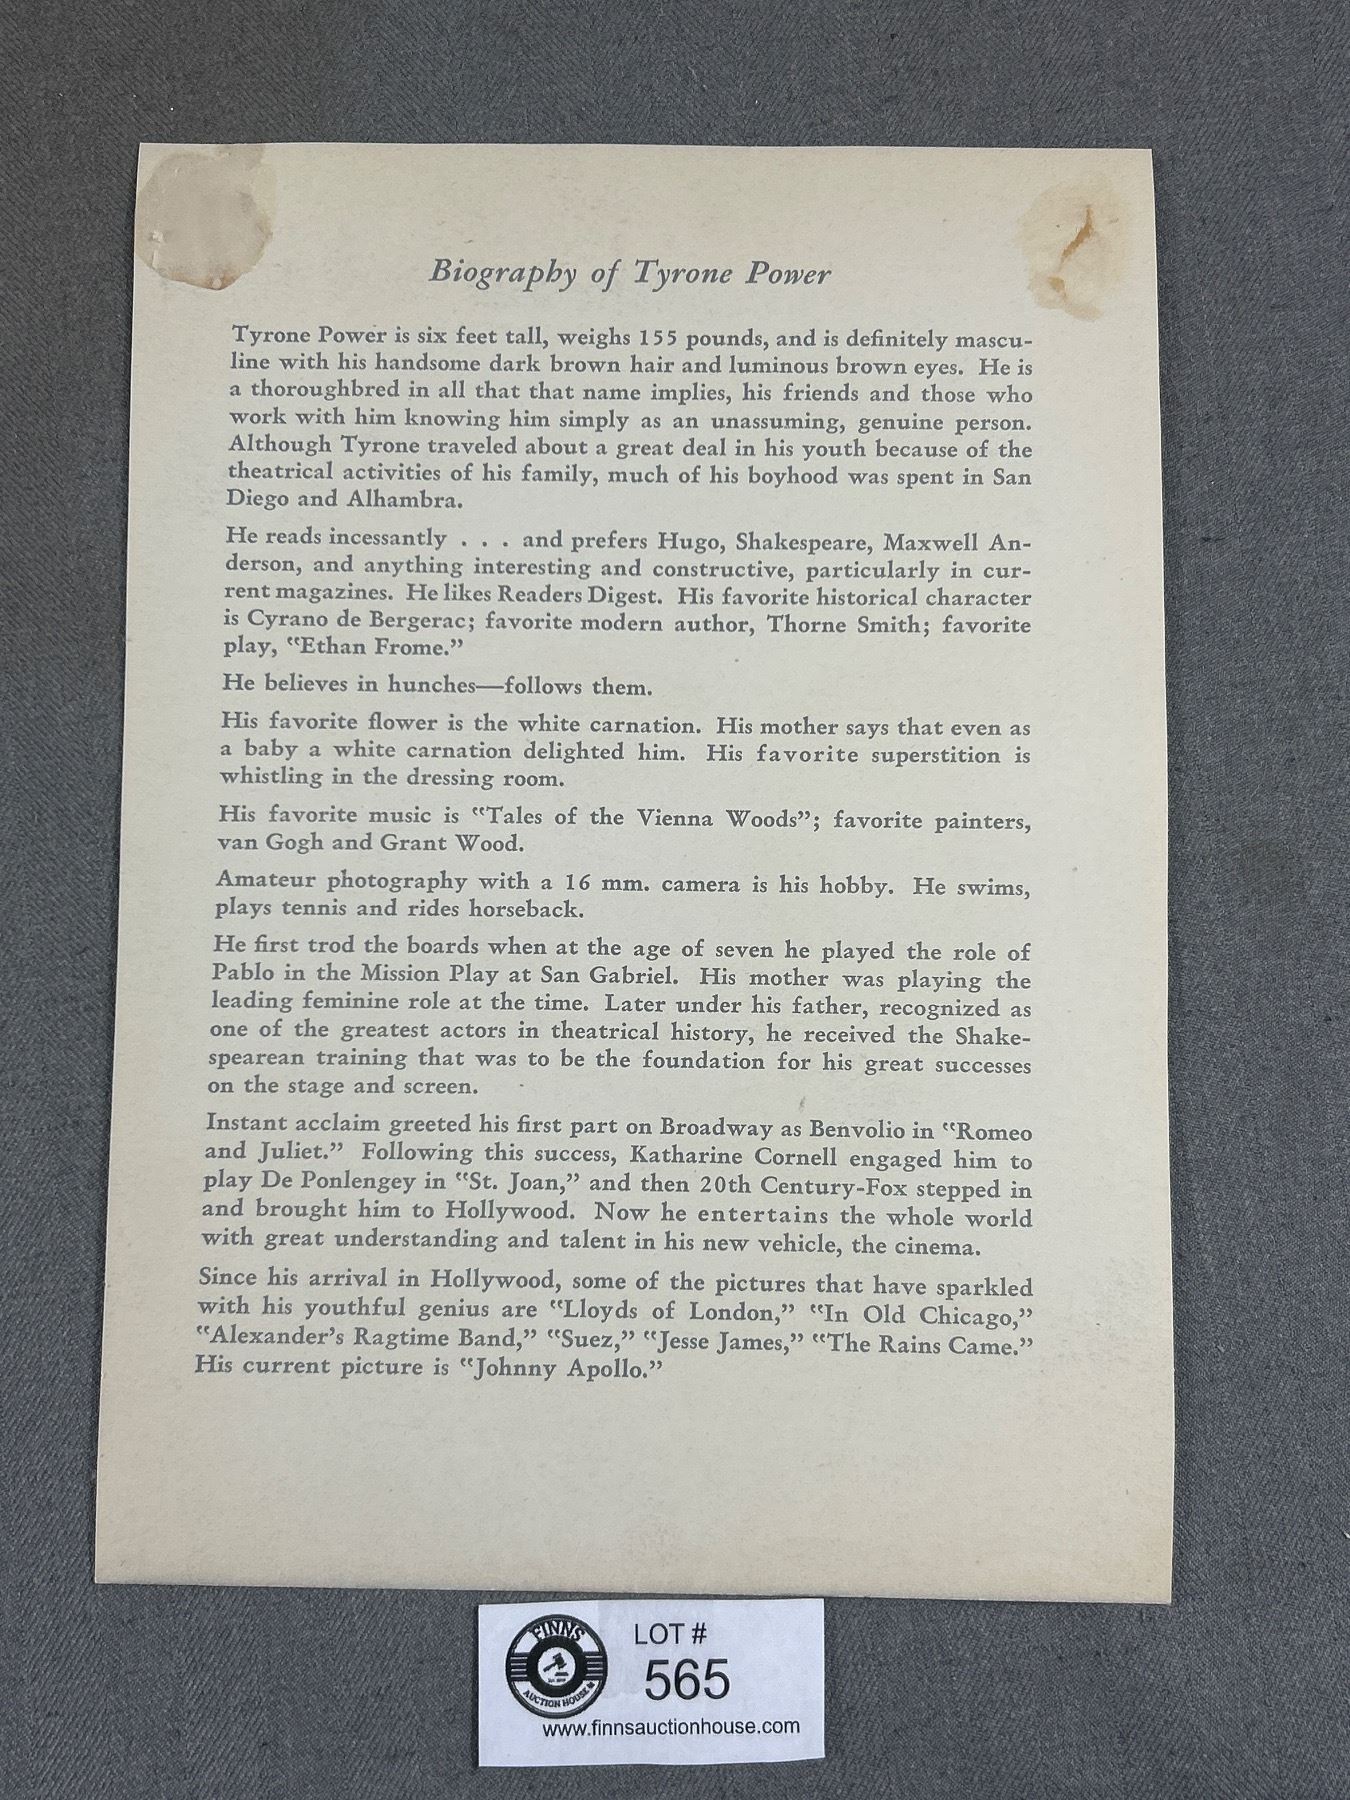 Biography of Tyrone Power
Tyrone Power is six feet tall, weighs 155 pounds, and is definitely mascu-
line with his handsome dark brown hair and luminous brown eyes. He is
a thoroughbred in all that that name implies, his friends and those who
work with him knowing him simply as an unassuming, genuine person.
Although Tyrone traveled about a great deal in his youth because of the
theatrical activities of his family, much of his boyhood was spent in San
Diego and Alhambra.
He reads incessantly . . . and prefers Hugo, Shakespeare, Maxwell An-
derson, and anything interesting and constructive, particularly in cur-
rent magazines. He likes Readers Digest. His favorite historical character
is Cyrano de Bergerac; favorite modern author, Thorne Smith; favorite
play, “Ethan Frome.”
He believes in hunches—follows them.
His favorite flower is the white carnation. His mother says that even as
a baby a white carnation delighted him. His favorite superstition is
whistling in the dressing room.
His favorite music is “Tales of the Vienna Woods”; favorite painters,
van Gogh and Grant Wood.
Amateur photography with a 16 mm. camera is his hobby. He swims,
plays tennis and rides horseback.
He first trod the boards when at the age of seven he played the role of
Pablo in the Mission Play at San Gabriel. His mother was playing the
leading feminine role at the time. Later under his father, recognized as
one of the greatest actors in theatrical history, he received the Shake-
spearean training that was to be the foundation for his great successes
on the stage and screen.
Instant acclaim greeted his first part on Broadway as Benvolio in “Romeo
and Juliet.” Following this success, Katharine Cornell engaged him to
play De Ponlengey in “St. Joan,” and then 20th Century-Fox stepped in
and brought him to Hollywood. Now he entertains the whole world
with great understanding and talent in his new vehicle, the cinema.
Since his arrival in Hollywood, some of the pictures that have sparkled
with his youthful genius are “Lloyds of London,” “In Old Chicago,”
“Alexander’s Ragtime Band,” “Suez,” “Jesse James,” “The Rains Came.”
His current picture is “Johnny Apollo.”
FINNS
AUCTION HOUSE
LOT #
565
www.finnsauctionhouse.com